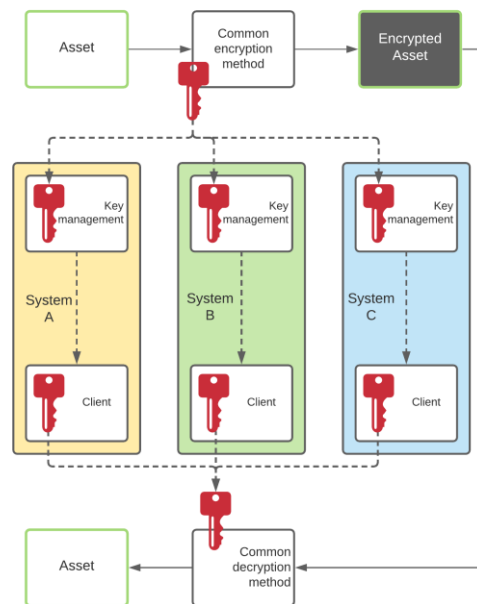 Asset
Common
encryption
method
Encrypted
Asset
Key
management
Key
management
Key
management
System
A
System
B
System
C
Client
Client
Client
Asset
Common
decryption
method